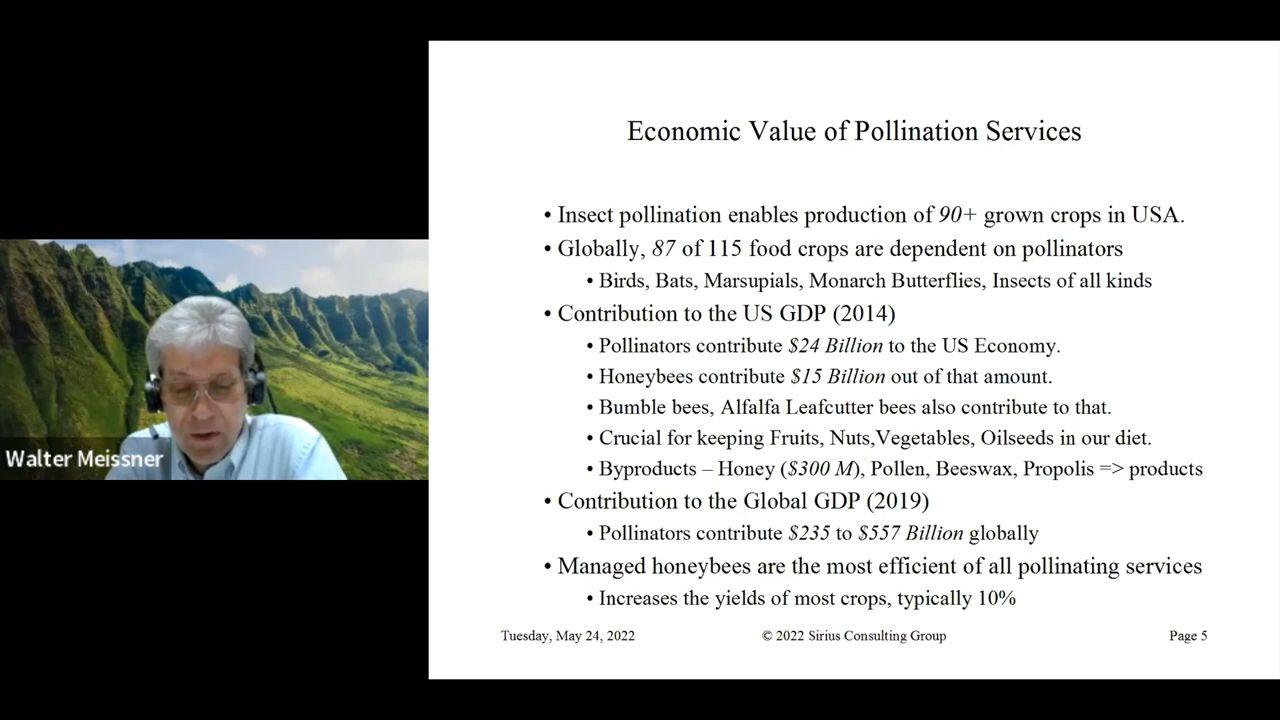 Economic Value of Pollination Services
• Insect pollination enables production of 90+ grown crops in USA.
• Globally, 87 of 115 food crops are dependent on pollinators
• Birds, Bats, Marsupials, Monarch Butterflies, Insects of all kinds
• Contribution to the US GDP (2014)
• Pollinators contribute $24 Billion to the US Economy.
• Honeybees contribute $15 Billion out of that amount.
• Bumble bees, Alfalfa Leafcutter bees also contribute to that.
• Crucial for keeping Fruits, Nuts,Vegetables, Oilseeds in our diet.
• Byproducts – Honey ($300 M), Pollen, Beeswax, Propolis => products
• Contribution to the Global GDP (2019)
• Pollinators contribute $235 to $557 Billion globally
• Managed honeybees are the most efficient of all pollinating services
• Increases the yields of most crops, typically 10%
Tuesday, May 24, 2022 © 2022 Sirius Consulting Group Page 5
Walter Meissner